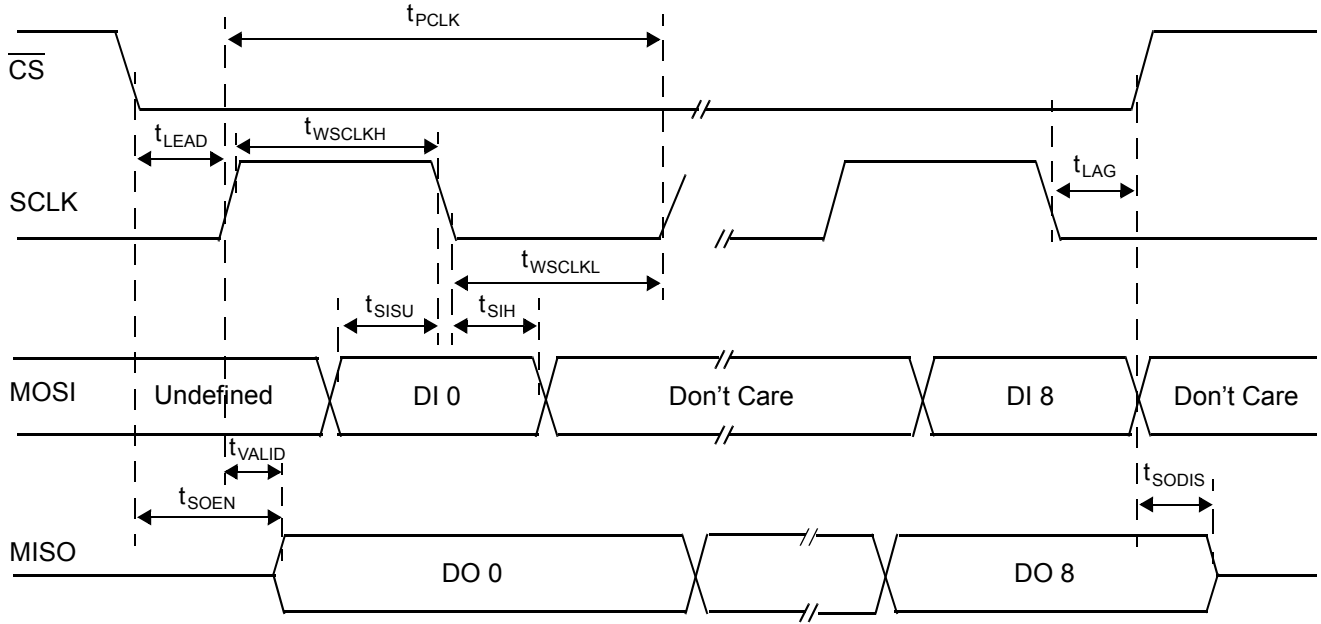 tPCLK
CS
tLEAD
tWSCLKH
tLAG
SCLK
tWSCLKL
tSISU
tSIH
MOSI
Undefined
DI 0
Don't Care
DI 8
Don't Care
tVALID
tSODIS
tSOEN
MISO
DO 0
DO 8